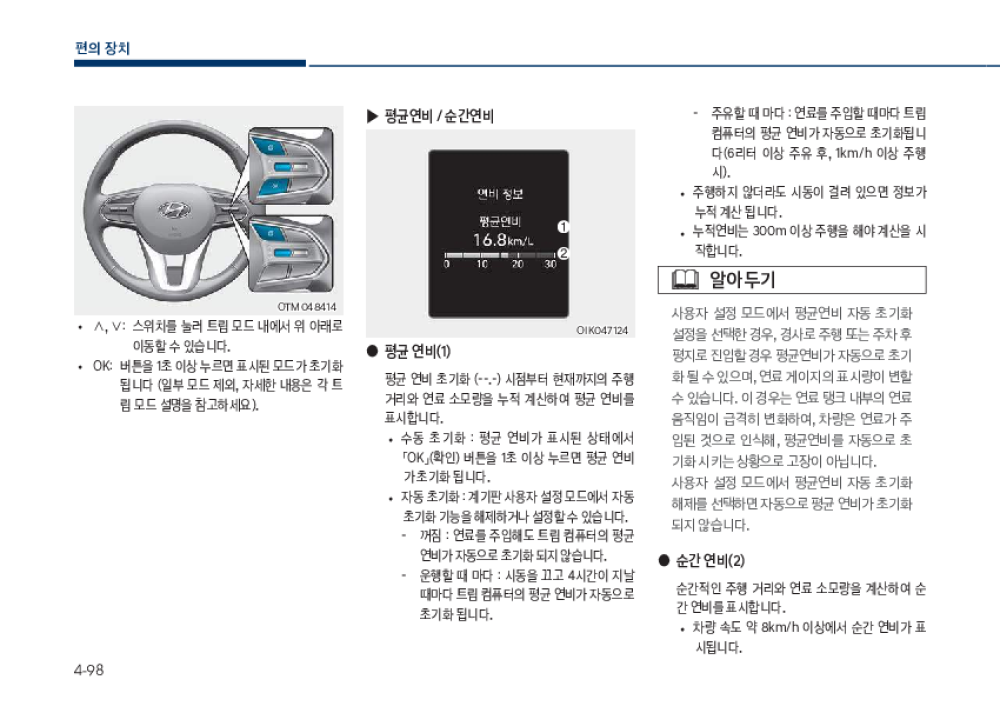 편의 장치
OTM048414
• ∧, ∨: 스위치를 눌러 트립 모드 내에서 위 아래로
이동할 수 있습니다.
• OK: 버튼을 1초 이상 누르면 표시된 모드가 초기화
됩니다 (일부 모드 제외, 자세한 내용은 각 트
립 모드 설명을 참고하세요).
▶ 평균연비 / 순간연비
연비 정보
평균연비
16.8km/L
0 10 20 30
1
2
OIK047124
● 평균 연비(1)
평균 연비 초기화 (--.-) 시점부터 현재까지의 주행
거리와 연료 소모량을 누적 계산하여 평균 연비를
표시합니다.
• 수동 초기화 : 평균 연비가 표시된 상태에서
「OK」(확인) 버튼을 1초 이상 누르면 평균 연비
가 초기화 됩니다.
• 자동 초기화 : 계기판 사용자 설정 모드에서 자동
초기화 기능을 해제하거나 설정할 수 있습니다.
- 꺼짐 : 연료를 주입해도 트립 컴퓨터의 평균
연비가 자동으로 초기화 되지 않습니다.
- 운행할 때 마다 : 시동을 끄고 4시간이 지날
때마다 트립 컴퓨터의 평균 연비가 자동으로
초기화 됩니다.
- 주유할 때 마다 : 연료를 주입할 때마다 트립
컴퓨터의 평균 연비가 자동으로 초기화됩니
다(6리터 이상 주유 후, 1km/h 이상 주행
시).
• 주행하지 않더라도 시동이 걸려 있으면 정보가
누적 계산 됩니다.
• 누적연비는 300m 이상 주행을 해야 계산을 시
작합니다.
알아두기
사용자 설정 모드에서 평균연비 자동 초기화
설정을 선택한 경우, 경사로 주행 또는 주차 후
평지로 진입할 경우 평균연비가 자동으로 초기
화 될 수 있으며, 연료 게이지의 표시량이 변할
수 있습니다. 이 경우는 연료 탱크 내부의 연료
움직임이 급격히 변화하여, 차량은 연료가 주
입된 것으로 인식해, 평균연비를 자동으로 초
기화 시키는 상황으로 고장이 아닙니다.
사용자 설정 모드에서 평균연비 자동 초기화
해제를 선택하면 자동으로 평균 연비가 초기화
되지 않습니다.
● 순간 연비(2)
순간적인 주행 거리와 연료 소모량을 계산하여 순
간 연비를 표시합니다.
• 차량 속도 약 8km/h 이상에서 순간 연비가 표
시됩니다.
4-98